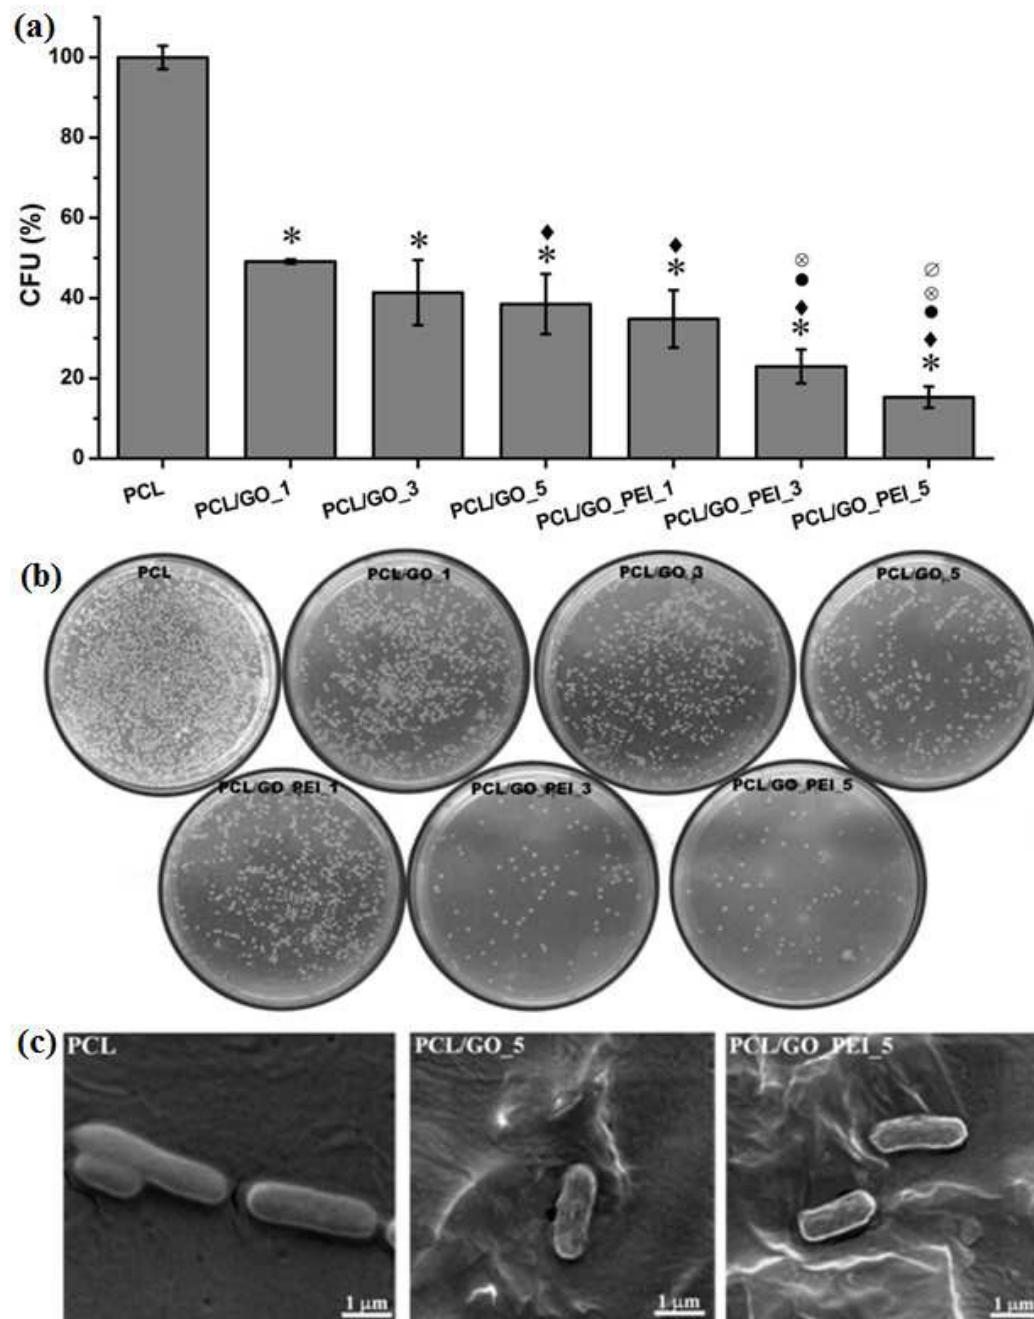 (a)
CFU (%)
100
80
60
40
20
0
*
*
♦
*
♦
*
⊗
●
♦
*
∅
⊗
●
♦
*
PCL
PCL/GO_1
PCL/GO_3
PCL/GO_5
PCL/GO_PEI_1
PCL/GO_PEI_3
PCL/GO_PEI_5
(b)
PCL
PCL/GO_1
PCL/GO_3
PCL/GO_5
PCL/GO_PEI_1
PCL/GO_PEI_3
PCL/GO_PEI_5
(c)
PCL
PCL/GO_5
PCL/GO_PEI_5
1 μm
1 μm
1 μm